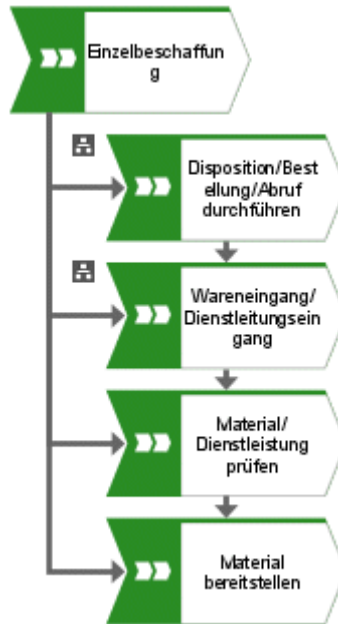 Einzelbeschaffun
g
Disposition/Best
ellung/Abruf
durchführen
Wareneingang/
Dienstleitungsein
gang
Material/
Dienstleistung
prüfen
Material
bereitstellen